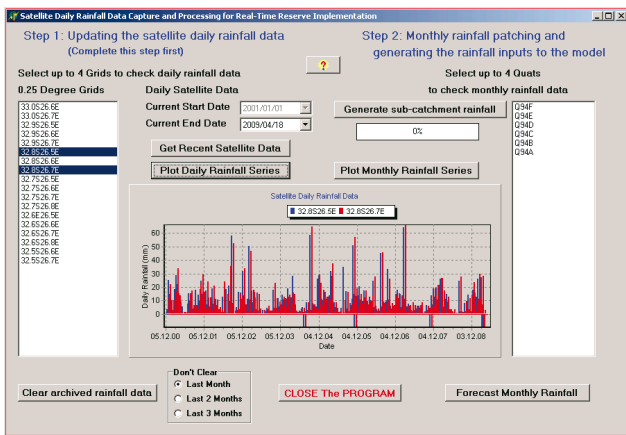 Satellite Daily Rainfall Data Capture and Processing for Real-Time Reserve Implementation
Step 1: Updating the satellite daily rainfall data
(Complete this step first)
?
Step 2: Monthly rainfall patching and
generating the rainfall inputs to the model
Select up to 4 Grids to check daily rainfall data
Select up to 4 Quats
to check monthly rainfall data
0.25 Degree Grids
33.0S26.6E
33.0S26.7E
32.9S26.5E
32.9S26.6E
32.9S26.7E
32.8S26.5E
32.8S26.6E
32.8S26.7E
32.7S26.5E
32.7S26.6E
32.7S26.7E
32.7S26.8E
32.6E26.5E
32.6S26.6E
32.6S26.7E
32.6S26.8E
32.5S26.6E
32.5S26.7E
Daily Satellite Data
Current Start Date 2001/01/01
Current End Date 2009/04/18
Get Recent Satellite Data
Plot Daily Rainfall Series
Generate sub-catchment rainfall
0%
Plot Monthly Rainfall Series
Q94F
Q94E
Q94D
Q94C
Q94B
Q94A
Satellite Daily Rainfall Data
32.8S26.5E 32.8S26.7E
Daily Rainfall (mm)
60
50
40
30
20
10
0
05.12.00 05.12.01 05.12.02 05.12.03 04.12.04 04.12.05 04.12.06 04.12.07 03.12.08
Date
Clear archived rainfall data
Don't Clear
Last Month
Last 2 Months
Last 3 Months
CLOSE The PROGRAM
Forecast Monthly Rainfall